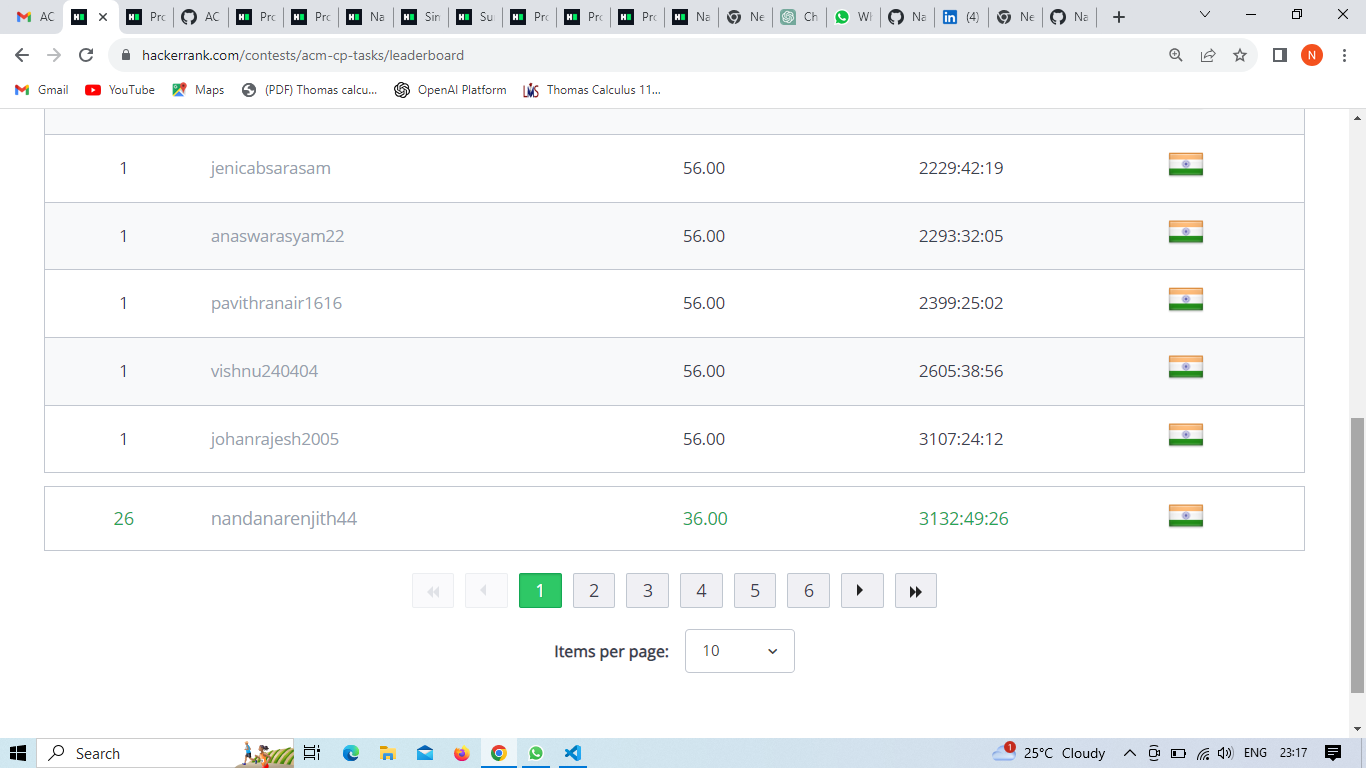 AC
Pro
AC
Pro
Pro
Na
Sim
Su
Pro
Pro
Pro
Na
Ne
Ch
Wh
Na
(4)
Ne
Na
hackerrank.com/contests/acm-cp-tasks/leaderboard
N
Gmail YouTube Maps (PDF) Thomas calcu... OpenAI Platform Thomas Calculus 11...
1 jenicabsarasam 56.00 2229:42:19
1 anaswarasyam22 56.00 2293:32:05
1 pavithranair1616 56.00 2399:25:02
1 vishnu240404 56.00 2605:38:56
1 johanrajesh2005 56.00 3107:24:12
26 nandanarenjith44 36.00 3132:49:26
1 2 3 4 5 6
Items per page: 10
Search 1 25°C Cloudy ENG 23:17